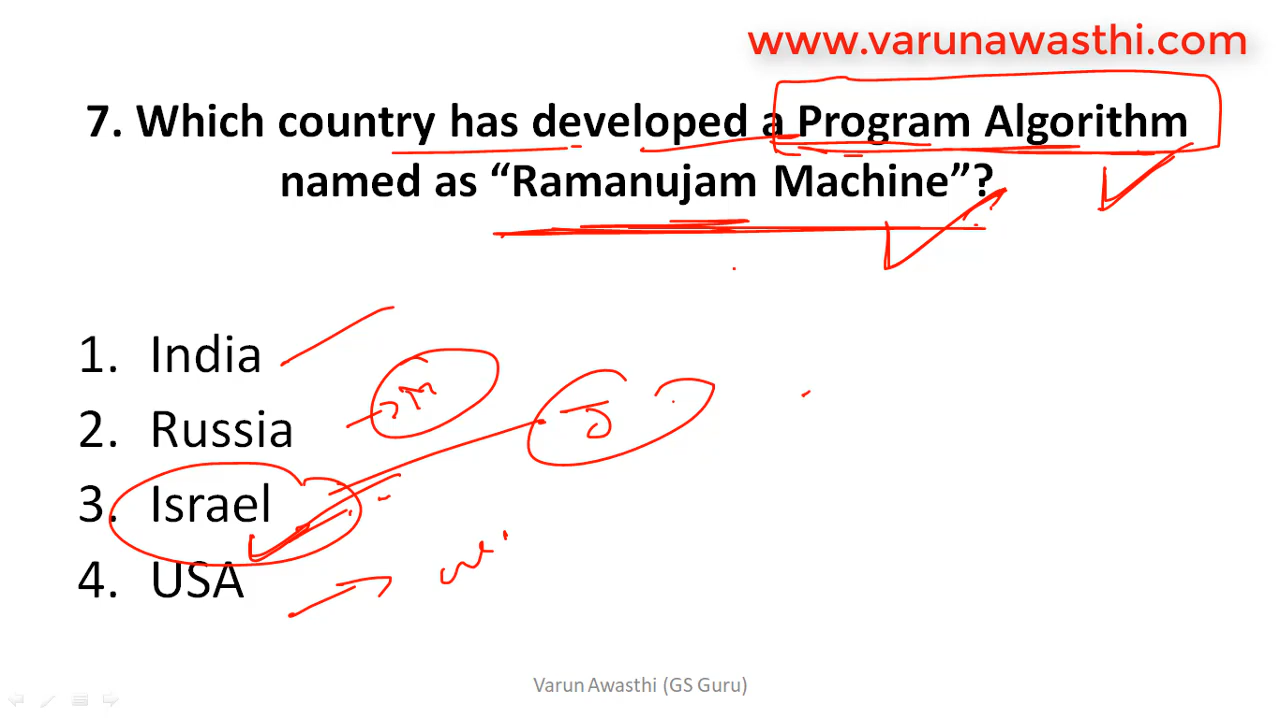 www.varunawasthi.com
7. Which country has developed a Program Algorithm
named as “Ramanujam Machine”?
1. India
2. Russia
3. Israel
4. USA
Varun Awasthi (GS Guru)